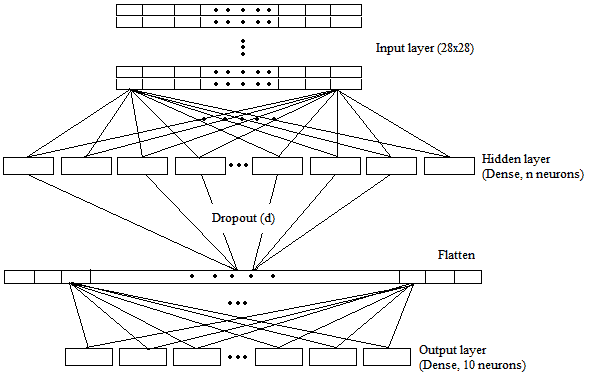 Input layer (28x28)
Hidden layer
(Dense, n neurons)
Dropout (d)
Flatten
Output layer
(Dense, 10 neurons)